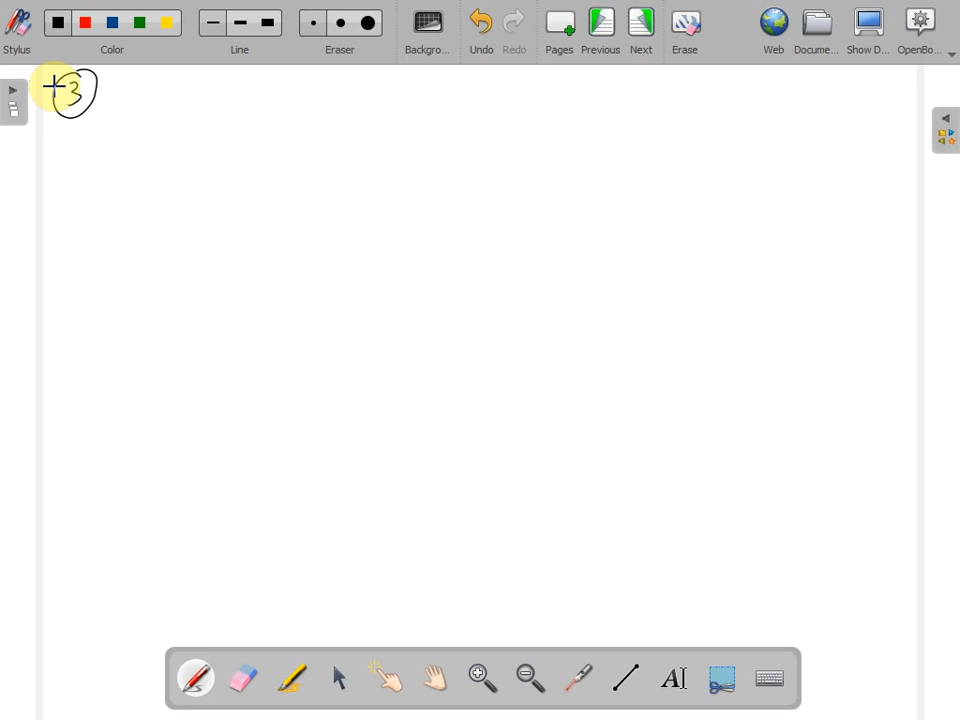 Stylus Color Line Eraser Backgro... Undo Redo Pages Previous Next Erase Web Docume... Show D... OpenBo...
3
A